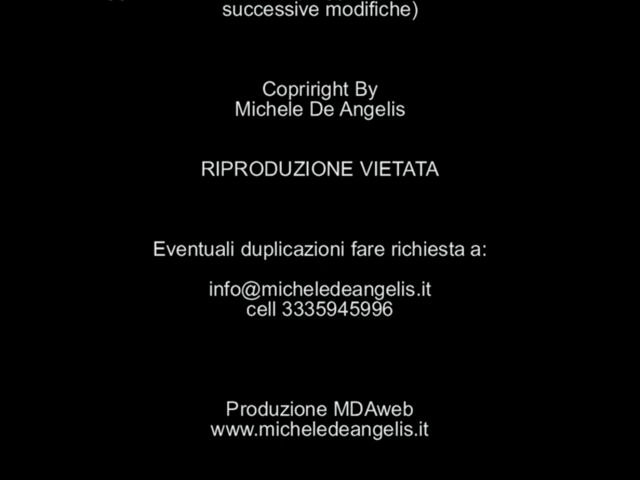 successive modifiche)
Copriright By
Michele De Angelis
RIPRODUZIONE VIETATA
Eventuali duplicazioni fare richiesta a:
info@micheledeangelis.it
cell 3335945996
Produzione MDAweb
www.micheledeangelis.it